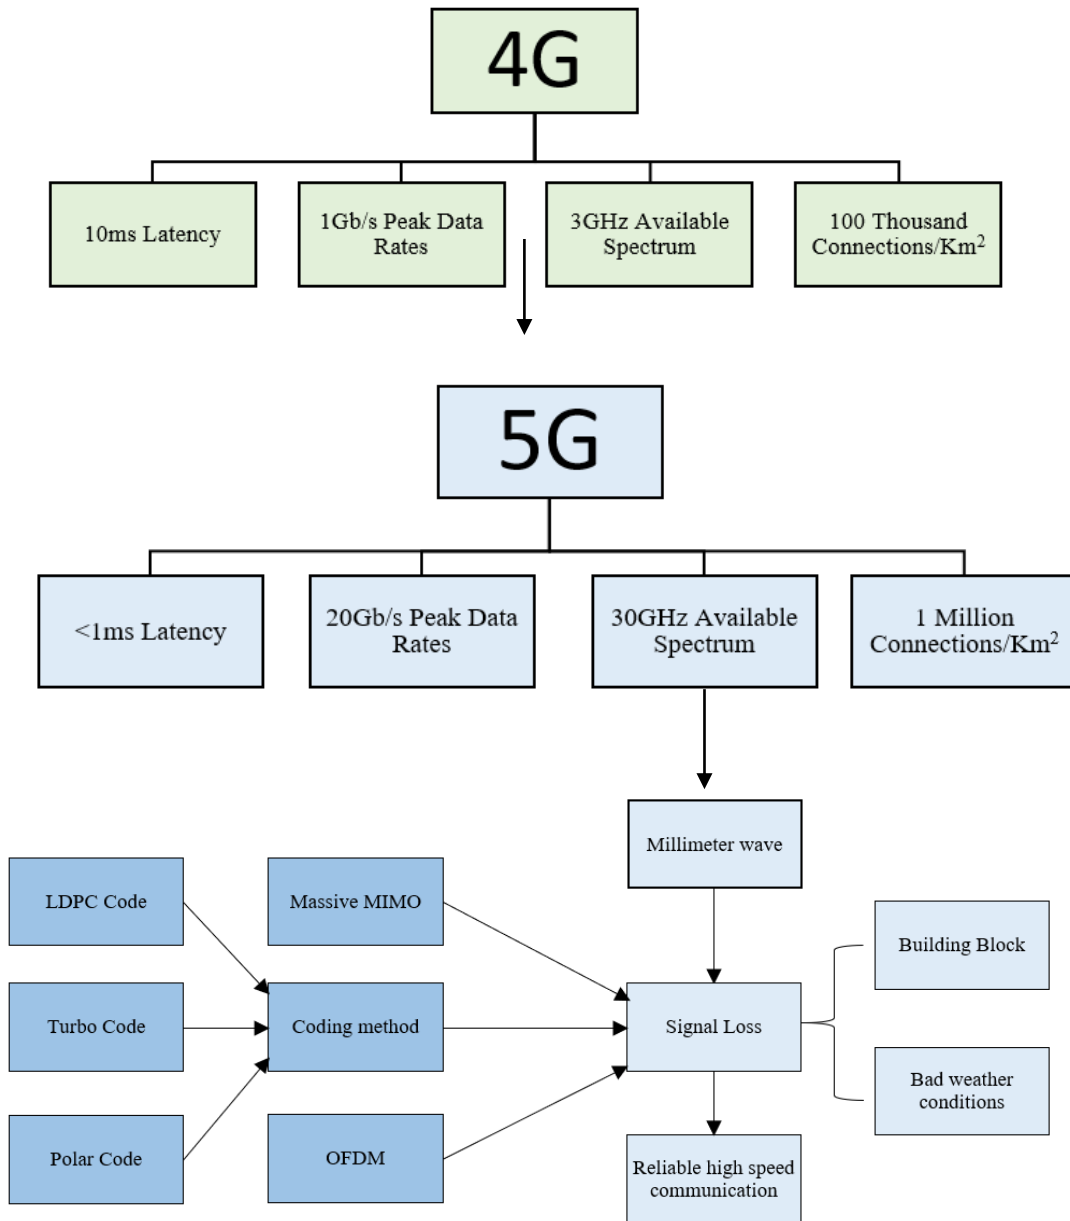 4G
10ms Latency
1Gb/s Peak Data
Rates
3GHz Available
Spectrum
100 Thousand
Connections/Km²
5G
<1ms Latency
20Gb/s Peak Data
Rates
30GHz Available
Spectrum
1 Million
Connections/Km²
Millimeter wave
LDPC Code
Massive MIMO
Building Block
Turbo Code
Coding method
Signal Loss
Bad weather
conditions
Polar Code
OFDM
Reliable high speed
communication